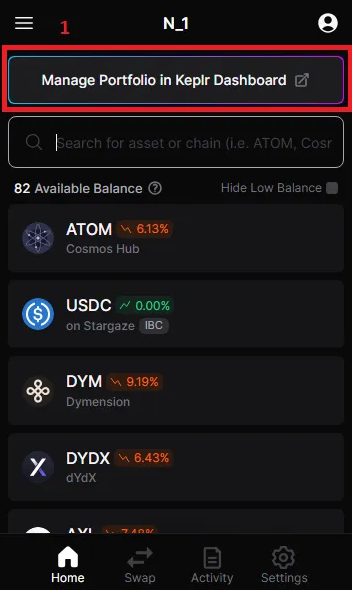 1
N_1
Manage Portfolio in Keplr Dashboard
Search for asset or chain (i.e. ATOM, Cosr
82 Available Balance
Hide Low Balance
ATOM 6.13%
Cosmos Hub
USDC 0.00%
on Stargaze IBC
DYM 9.19%
Dymension
DYDX 6.43%
dYdX
AXL 7.48%
Home
Swap
Activity
Settings